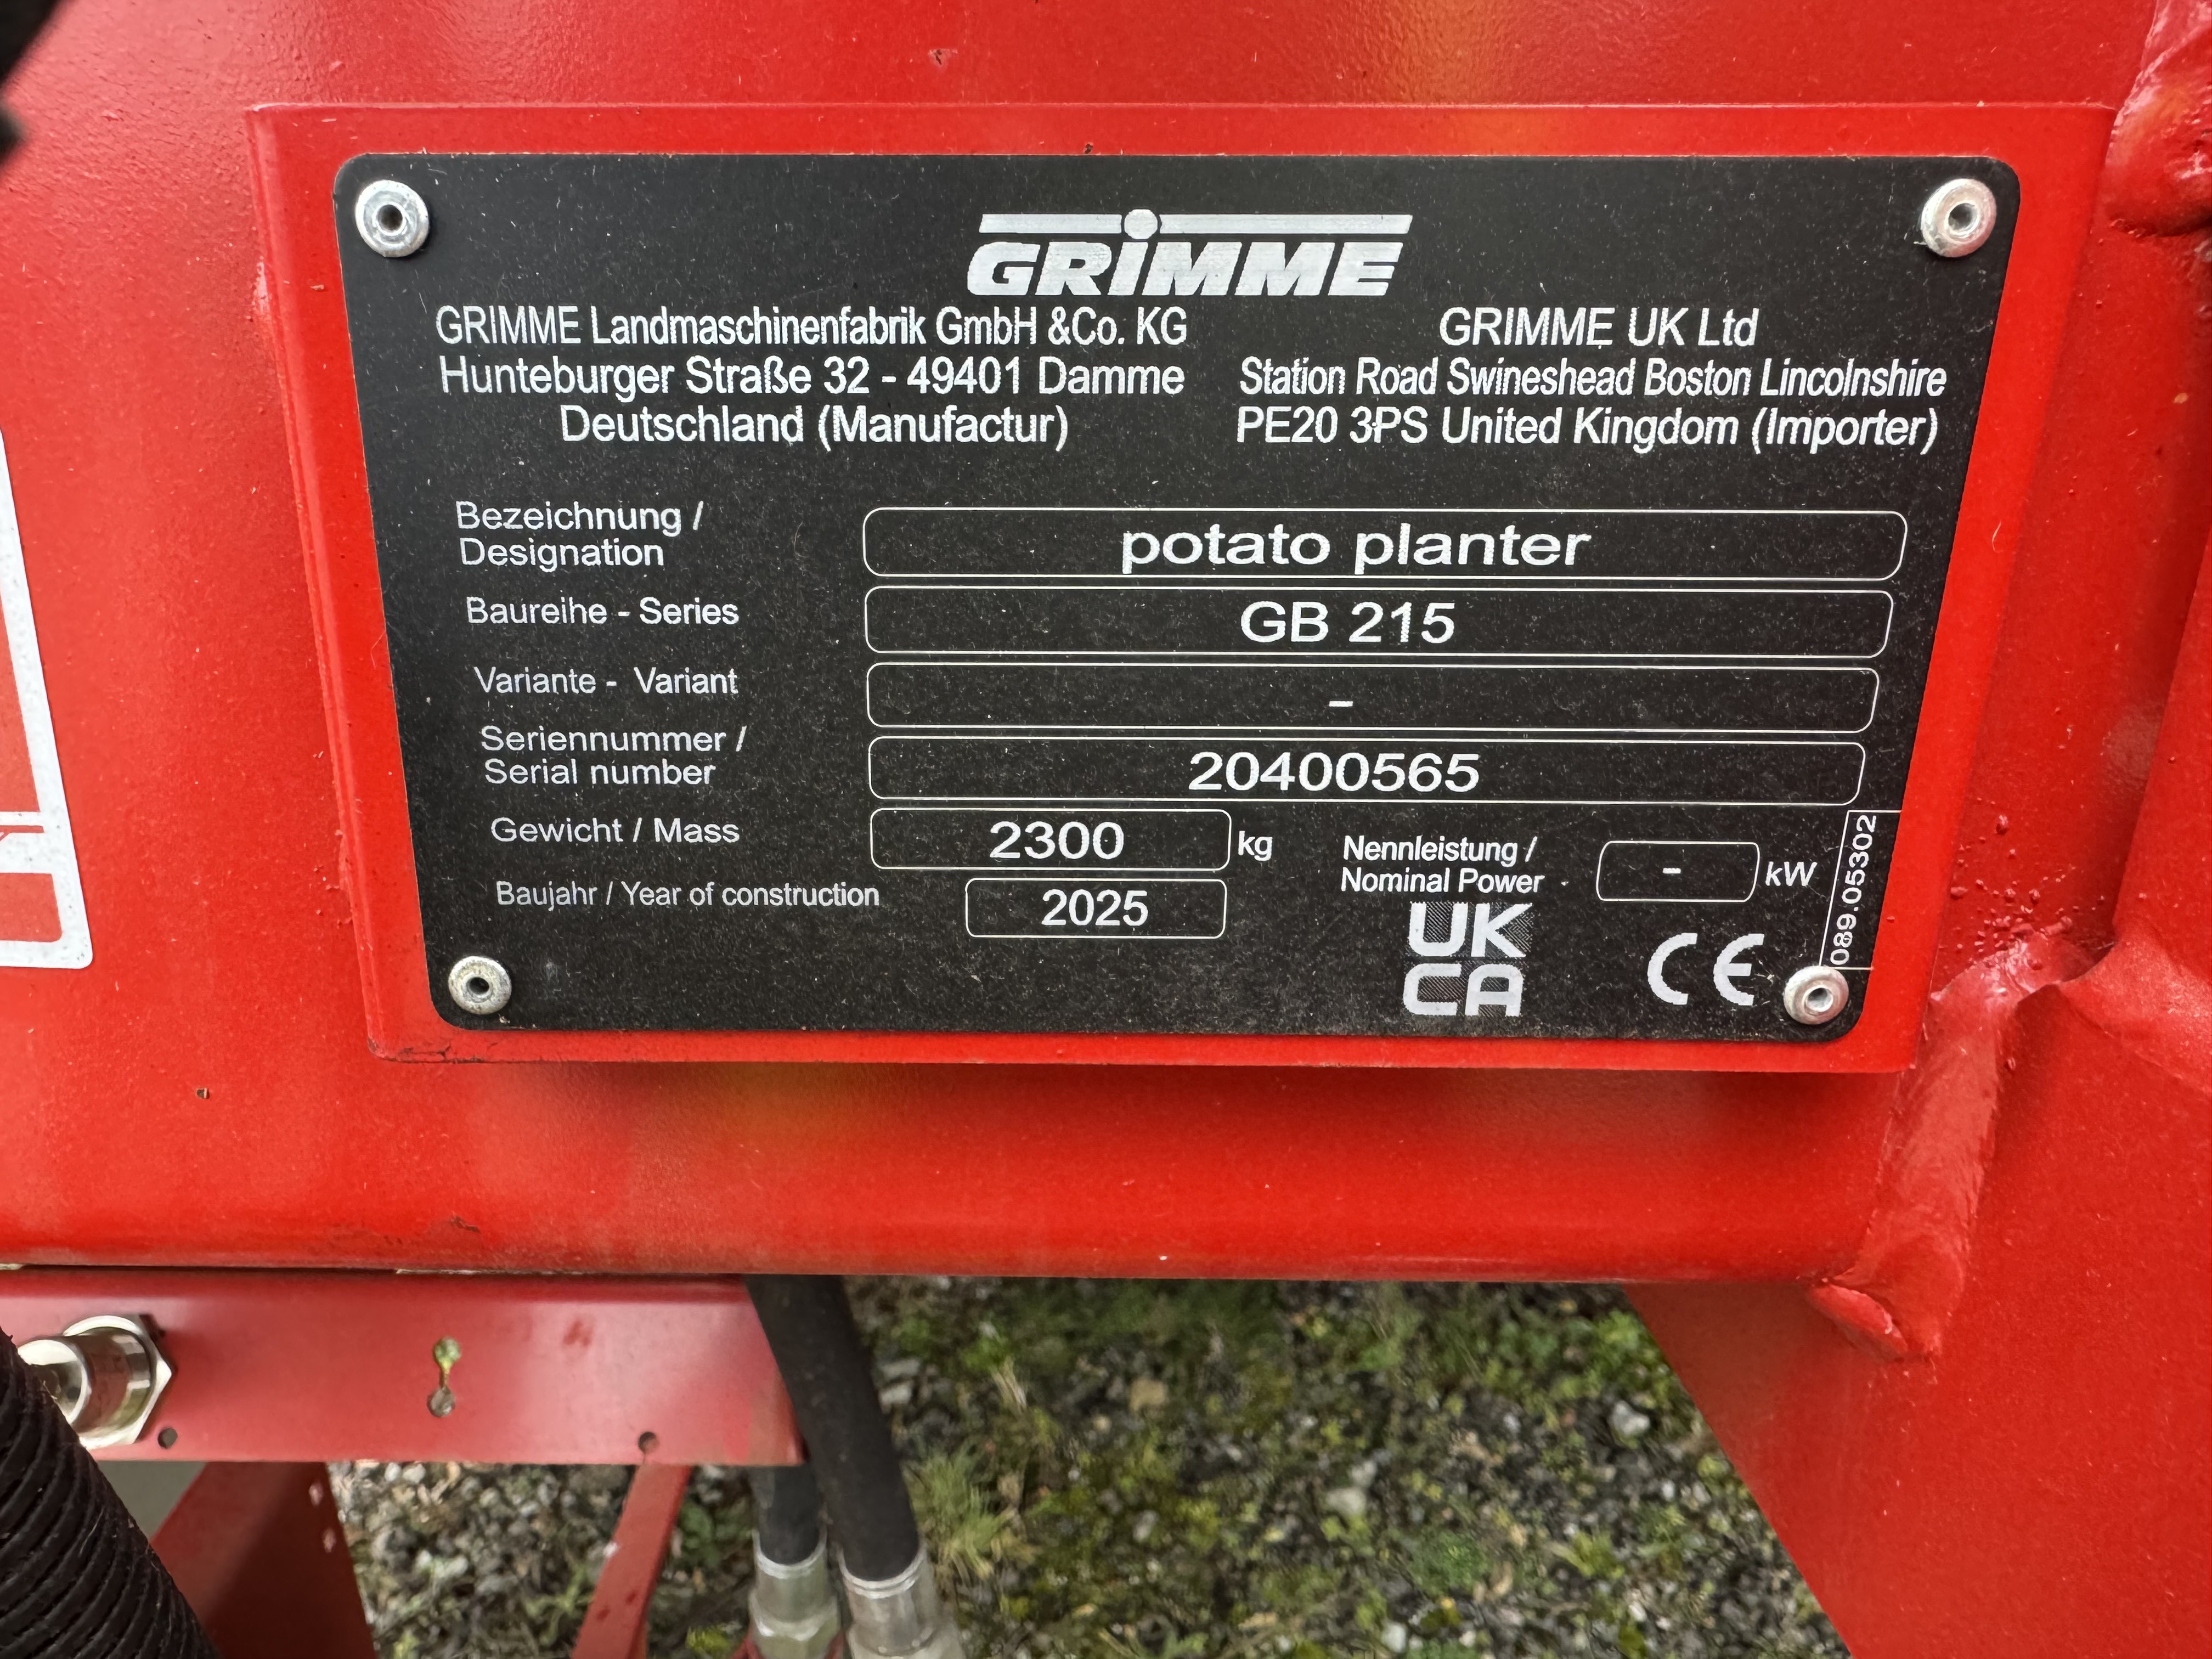 GRIMME
GRIMME Landmaschinenfabrik GmbH &Co. KG
Hunteburger Straße 32 - 49401 Damme
Deutschland (Manufactur)
GRIMME UK Ltd
Station Road Swineshead Boston Lincolnshire
PE20 3PS United Kingdom (Importer)
Bezeichnung /
Designation
potato planter
Baureihe - Series
GB 215
Variante - Variant
-
Seriennummer /
Serial number
20400565
Gewicht / Mass
2300 kg
Nennleistung /
Nominal Power
- kW
Baujahr / Year of construction
2025
UK
CA
CE
089.05302